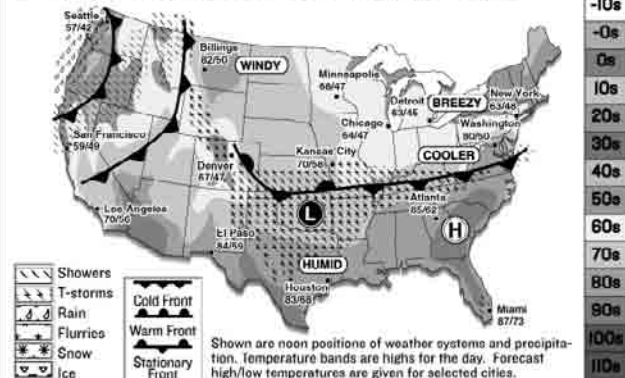 Seattle
57/42
Billings
82/50
WINDY
Minneapolis
68/47
Detroit
63/45
BREEZY
New York
63/48
Chicago
64/47
Washington
80/50
San Francisco
59/49
Denver
67/47
Kansas City
70/58
COOLER
Los Angeles
70/56
Atlanta
85/62
L
H
El Paso
84/59
HUMID
Houston
83/68
Miami
87/73
Showers
T-storms
Rain
Flurries
Snow
Ice
Cold Front
Warm Front
Stationary
Front
Shown are noon positions of weather systems and precipita-
tion. Temperature bands are highs for the day. Forecast
high/low temperatures are given for selected cities.
-10s
-0s
0s
10s
20s
30s
40s
50s
60s
70s
80s
90s
100s
110s